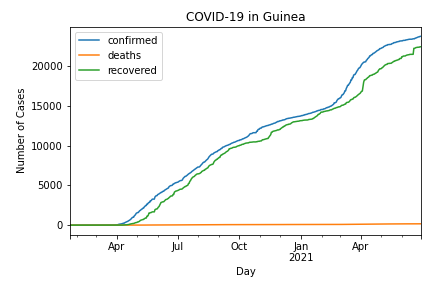 COVID-19 in Guinea
confirmed
deaths
recovered
Number of Cases
20000
15000
10000
5000
0
Apr
Jul
Oct
Jan
2021
Apr
Day